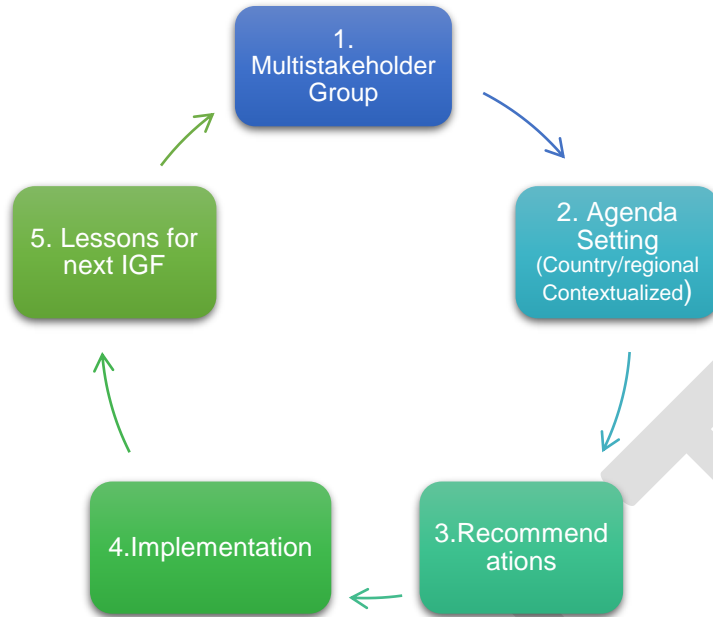 1.
Multistakeholder
Group
2. Agenda
Setting
(Country/regional
Contextualized)
3.Recommend
ations
4.Implementation
5. Lessons for
next IGF